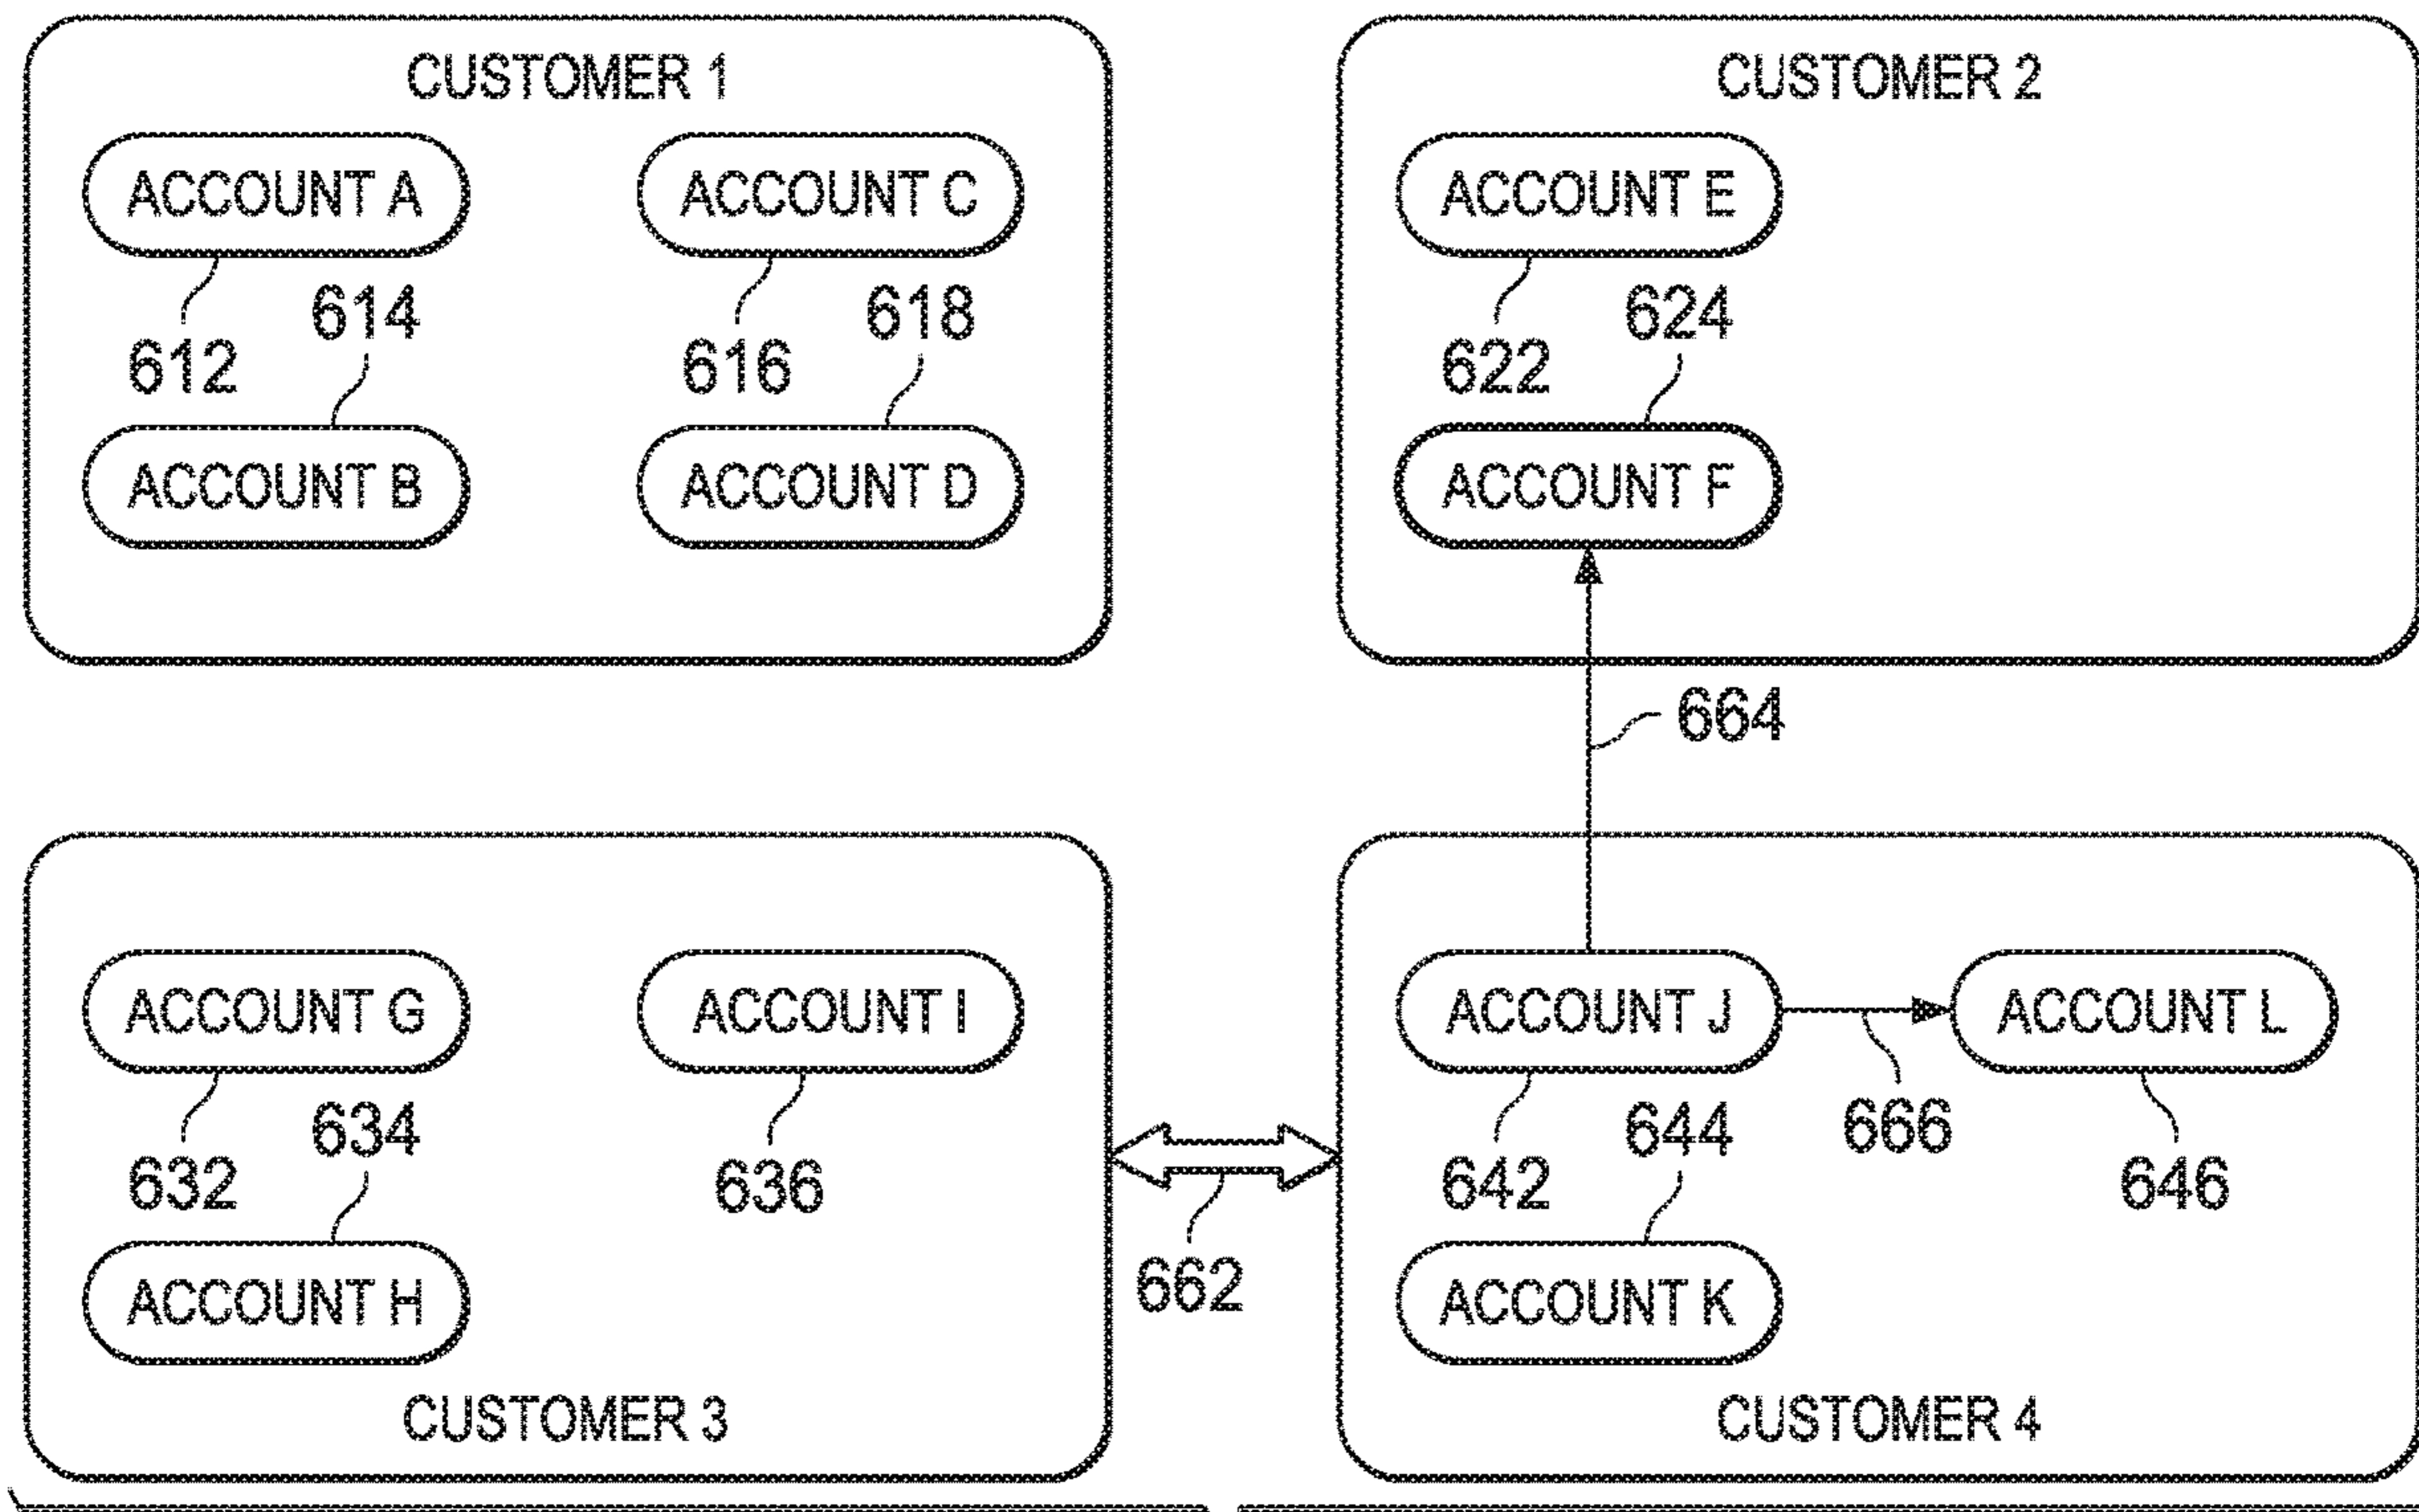 CUSTOMER 1
ACCOUNT A
ACCOUNT C
612
614
616
618
ACCOUNT B
ACCOUNT D
CUSTOMER 2
ACCOUNT E
622
624
ACCOUNT F
664
ACCOUNT G
ACCOUNT I
632
634
636
ACCOUNT H
CUSTOMER 3
662
ACCOUNT J
666
ACCOUNT L
642
644
646
ACCOUNT K
CUSTOMER 4